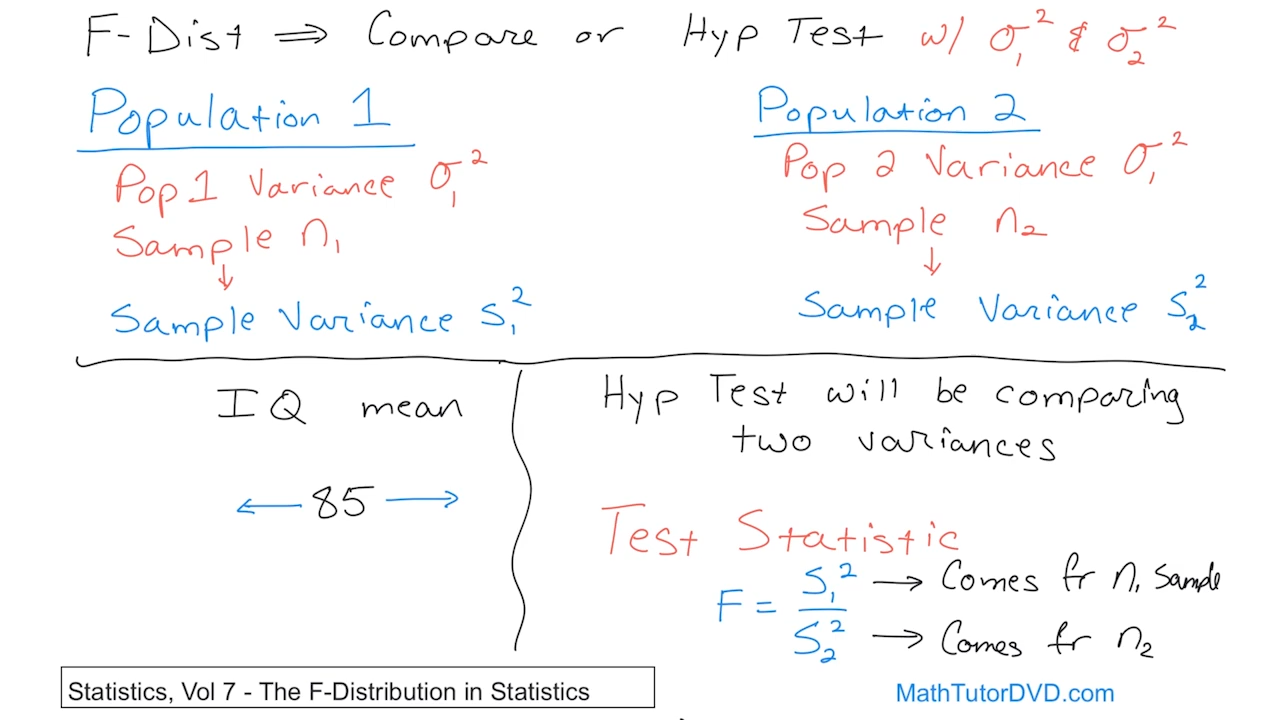 F-Dist ⇒ Compare or Hyp Test w/ σ₁² & σ₂²
Population 1
Pop 1 Variance σ₁²
Sample n₁
↓
Sample Variance s₁²
Population 2
Pop 2 Variance σ₁²
Sample n₂
↓
Sample Variance s₂²
IQ mean
← 85 →
Hyp Test will be comparing
two variances
Test Statistic
F = s₁² / s₂²
→ Comes fr n₁ Sample
→ Comes fr n₂
Statistics, Vol 7 - The F-Distribution in Statistics
MathTutorDVD.com